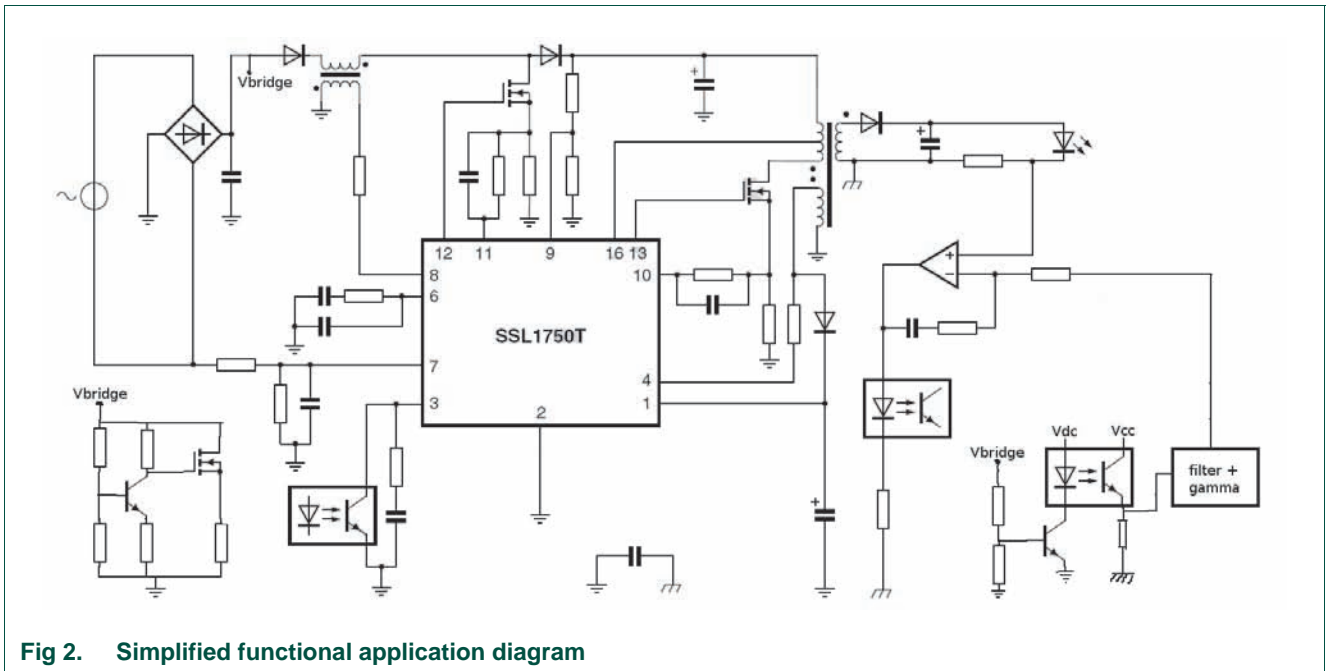 Vbridge
12
11
9
16
13
8
10
6
SSL1750T
7
4
3
1
2
Vbridge
Vdc
Vcc
Vbridge
filter +
gamma
+
+
+
−
+
Fig 2. Simplified functional application diagram